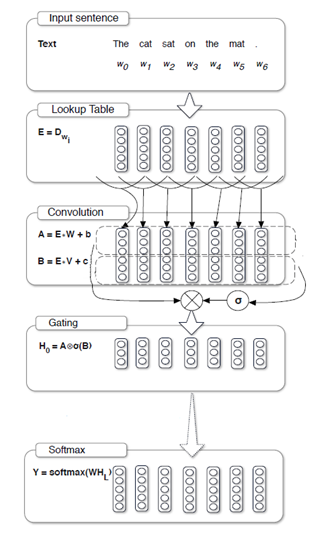 Input sentence
Text The cat sat on the mat .
w0 w1 w2 w3 w4 w5 w6
Lookup Table
E = Dwi
Convolution
A = E*W + b
B = E*V + c
σ
Gating
H0 = A⊗σ(B)
Softmax
Y = softmax(WHL)